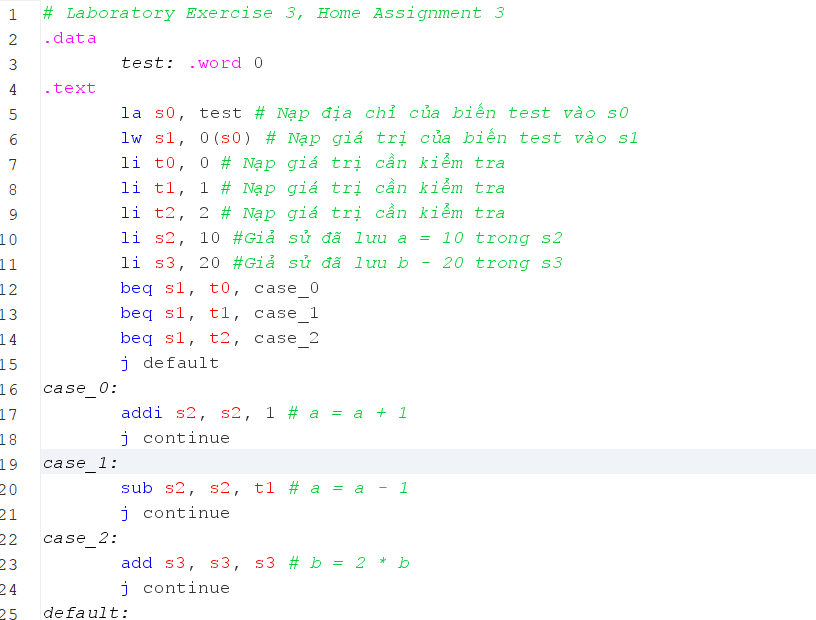 1 # Laboratory Exercise 3, Home Assignment 3
2 .data
3 test: .word 0
4 .text
5 la s0, test # Nạp địa chỉ của biến test vào s0
6 lw s1, 0(s0) # Nạp giá trị của biến test vào s1
7 li t0, 0 # Nạp giá trị cần kiểm tra
8 li t1, 1 # Nạp giá trị cần kiểm tra
9 li t2, 2 # Nạp giá trị cần kiểm tra
10 li s2, 10 #Giả sử đã lưu a = 10 trong s2
11 li s3, 20 #Giả sử đã lưu b - 20 trong s3
12 beq s1, t0, case_0
13 beq s1, t1, case_1
14 beq s1, t2, case_2
15 j default
16 case_0:
17 addi s2, s2, 1 # a = a + 1
18 j continue
19 case_1:
20 sub s2, s2, t1 # a = a - 1
21 j continue
22 case_2:
23 add s3, s3, s3 # b = 2 * b
24 j continue
25 default: